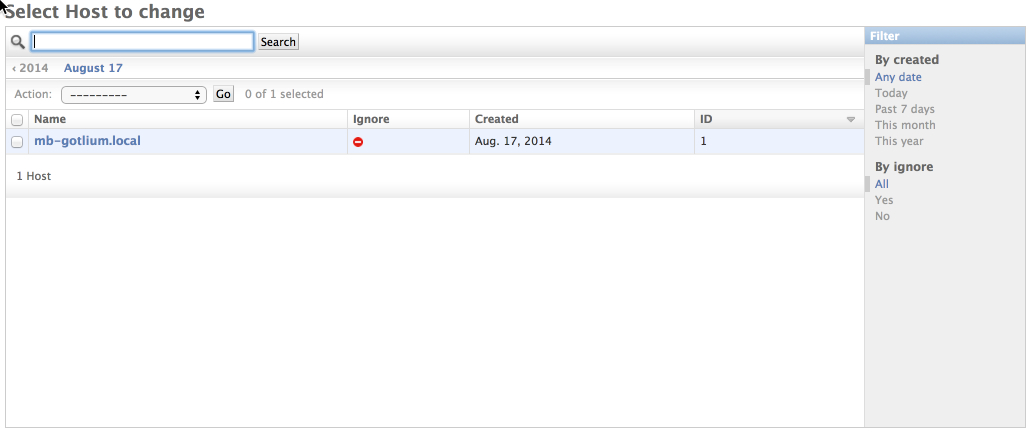 Select Host to change
Search
‹ 2014 August 17
Action: --------- Go 0 of 1 selected
Name Ignore Created ID
mb-gotlium.local Aug. 17, 2014 1
1 Host
Filter
By created
Any date
Today
Past 7 days
This month
This year
By ignore
All
Yes
No